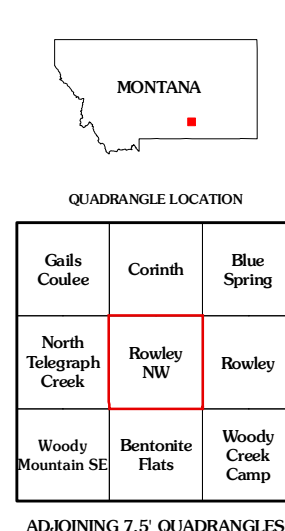 MONTANA
QUADRANGLE LOCATION
Gails
Coulee
Corinth
Blue
Spring
North
Telegraph
Creek
Rowley
NW
Rowley
Woody
Mountain SE
Bentonite
Flats
Woody
Creek
Camp
ADJOINING 7.5' QUADRANGLES